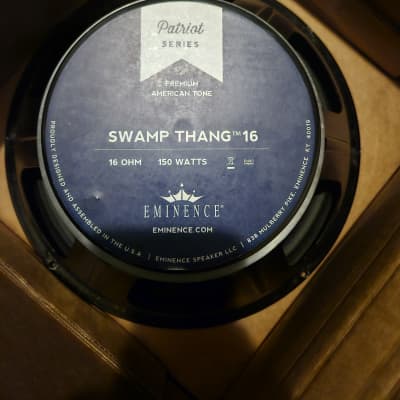 Patriot
SERIES
PREMIUM
AMERICAN TONE
SWAMP THANG™16
16 OHM 150 WATTS
EMINENCE®
EMINENCE.COM
PROUDLY DESIGNED AND ASSEMBLED IN THE U.S.A | EMINENCE SPEAKER LLC | 838 MULBERRY PIKE, EMINENCE KY 40019